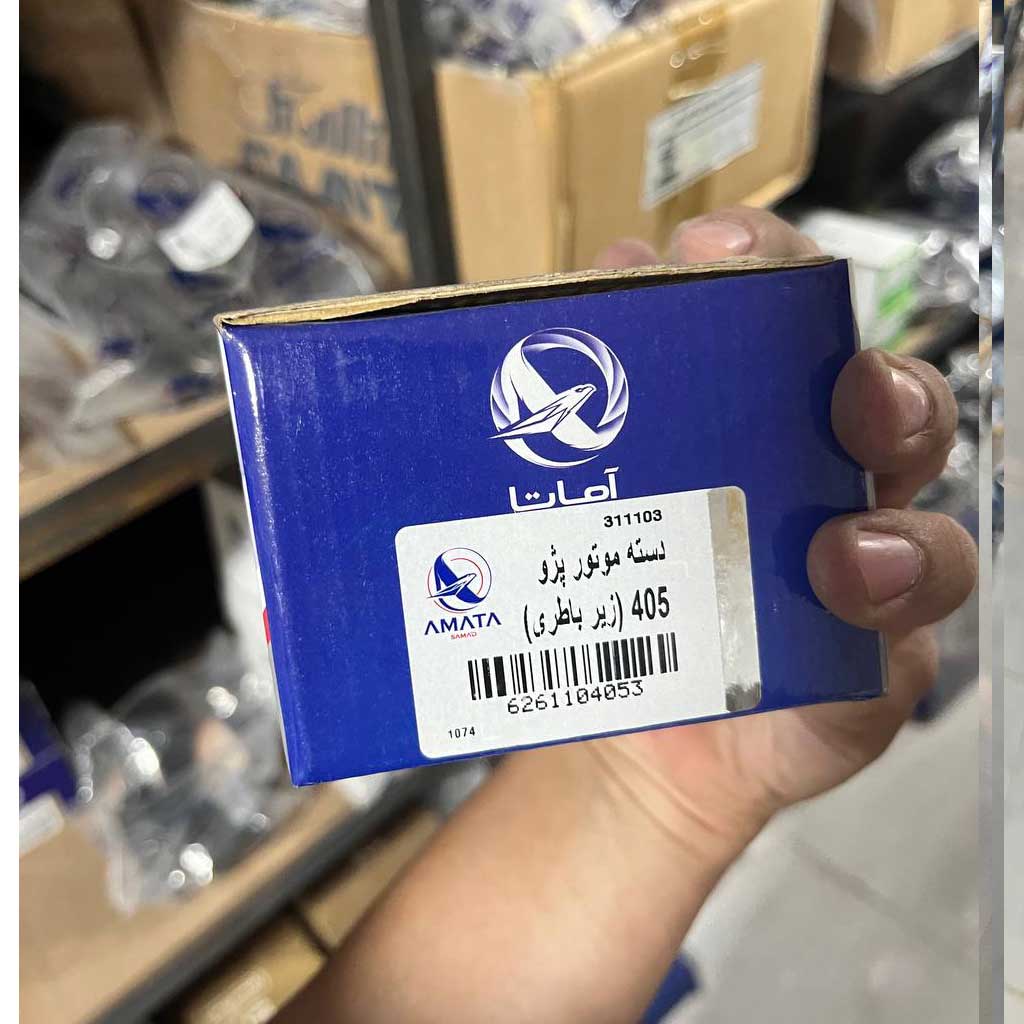 آماتا
311103
دسته موتور پژو
405 (زیر باطری)
AMATA
SAMAD
6261104053
1074